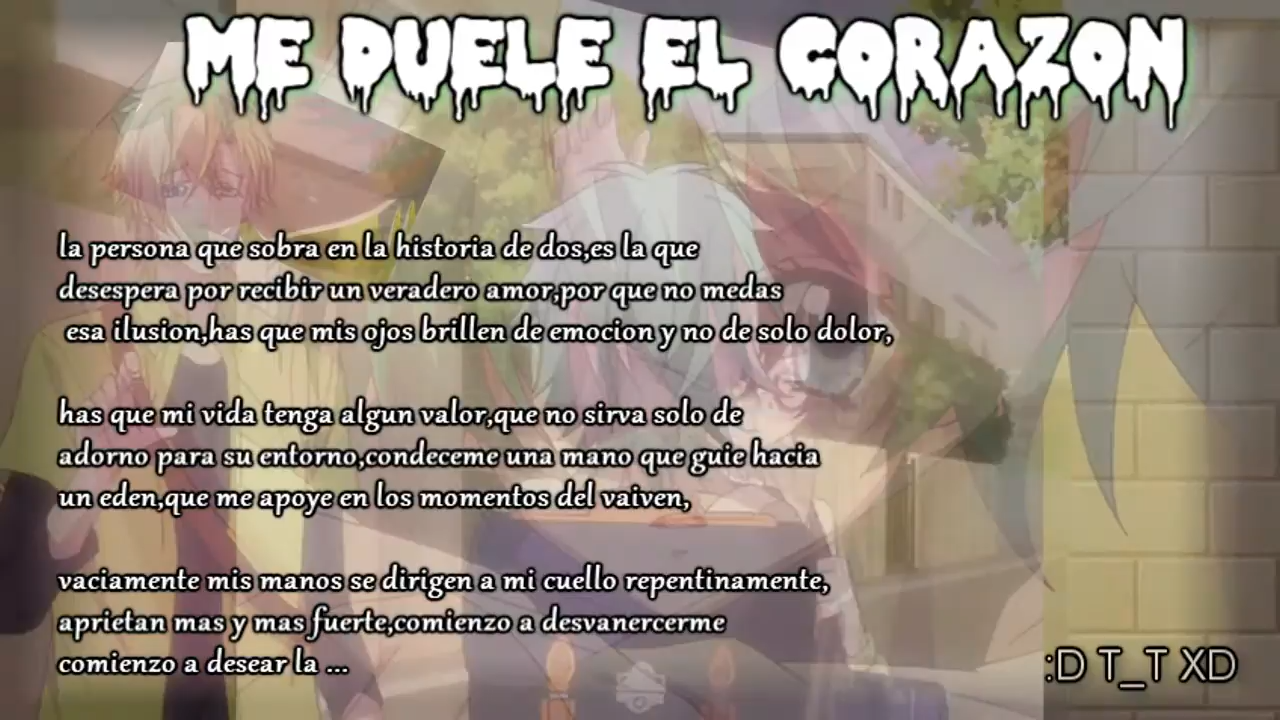 ME DUELE EL CORAZON
la persona que sobra en la historia de dos,es la que
desespera por recibir un veradero amor,por que no medas
esa ilusion,has que mis ojos brillen de emocion y no de solo dolor,
has que mi vida tenga algun valor,que no sirva solo de
adorno para su entorno,condeceme una mano que guie hacia
un eden,que me apoye en los momentos del vaiven,
vaciamente mis manos se dirigen a mi cuello repentinamente,
aprietan mas y mas fuerte,comienzo a desvanercerme
comienzo a desear la ...
:D T_T XD